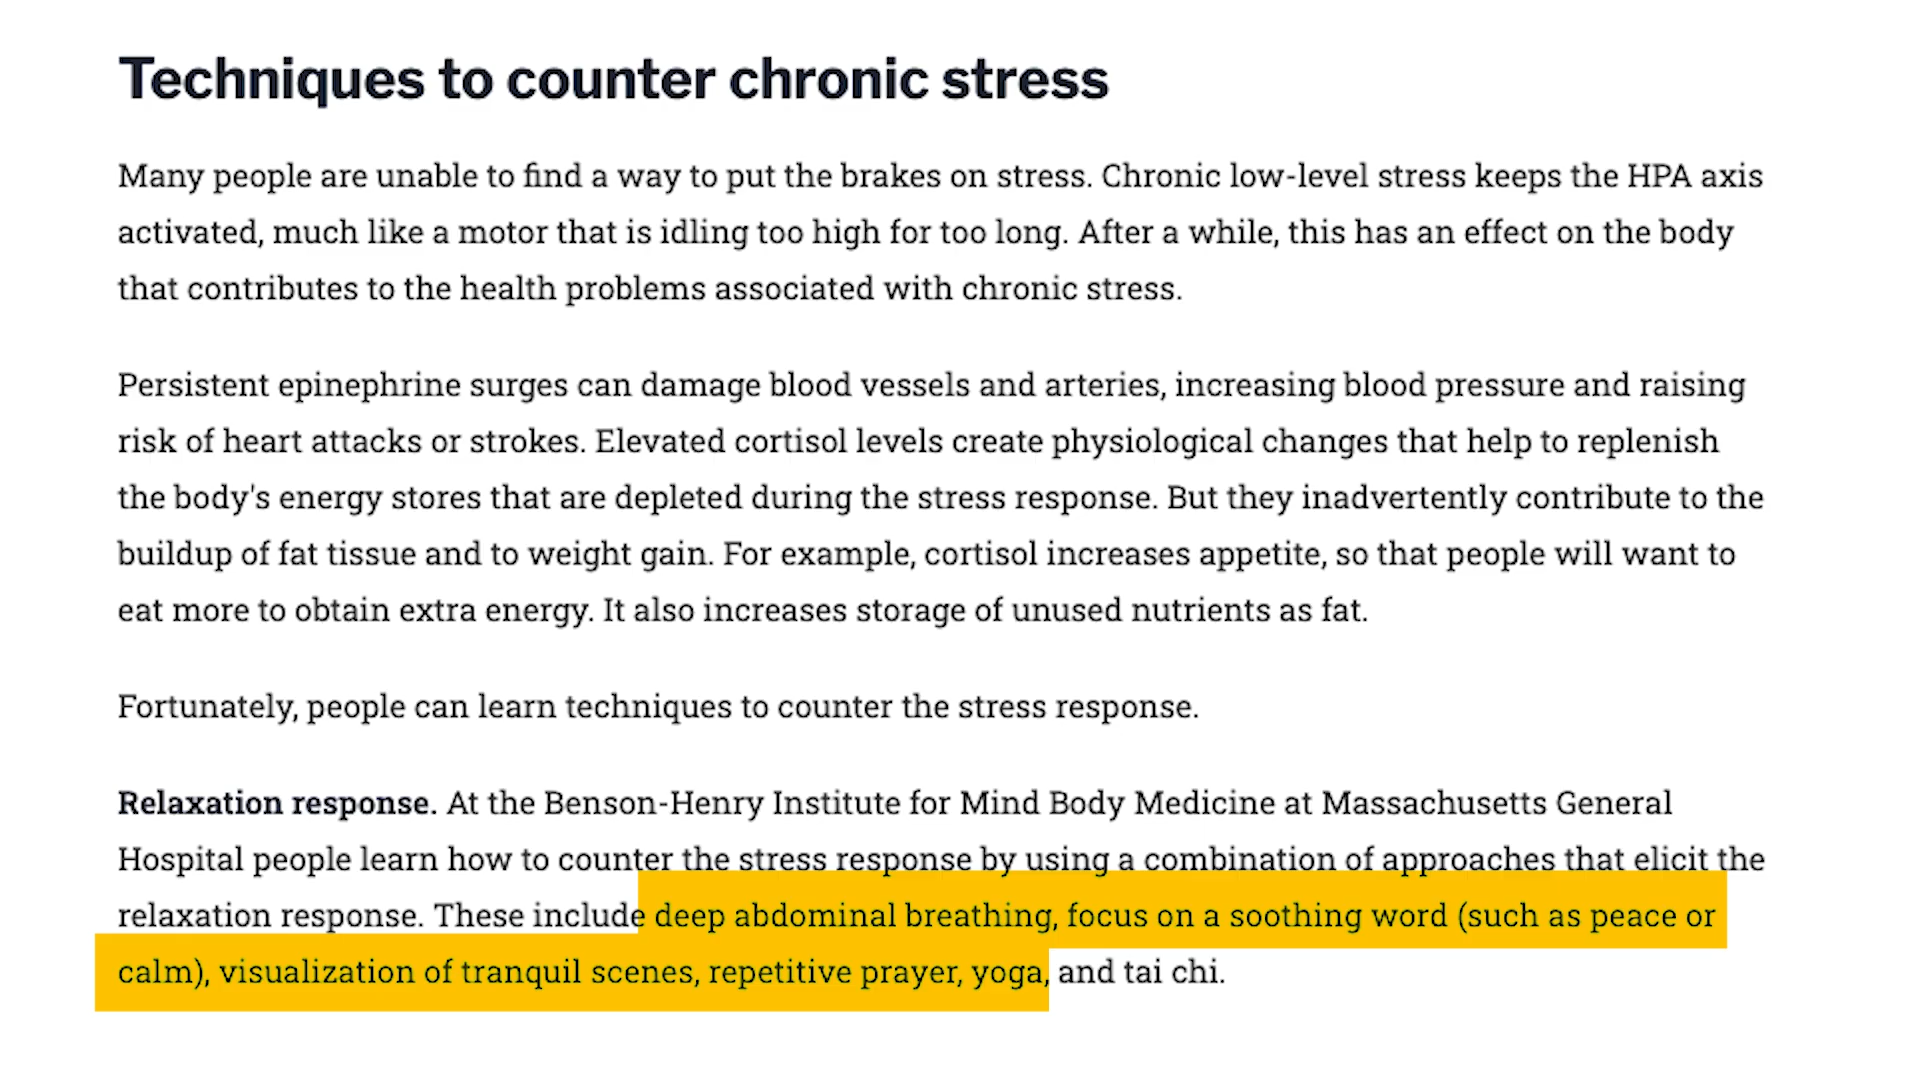 Techniques to counter chronic stress
Many people are unable to find a way to put the brakes on stress. Chronic low-level stress keeps the HPA axis
activated, much like a motor that is idling too high for too long. After a while, this has an effect on the body
that contributes to the health problems associated with chronic stress.
Persistent epinephrine surges can damage blood vessels and arteries, increasing blood pressure and raising
risk of heart attacks or strokes. Elevated cortisol levels create physiological changes that help to replenish
the body's energy stores that are depleted during the stress response. But they inadvertently contribute to the
buildup of fat tissue and to weight gain. For example, cortisol increases appetite, so that people will want to
eat more to obtain extra energy. It also increases storage of unused nutrients as fat.
Fortunately, people can learn techniques to counter the stress response.
Relaxation response. At the Benson-Henry Institute for Mind Body Medicine at Massachusetts General
Hospital people learn how to counter the stress response by using a combination of approaches that elicit the
relaxation response. These include deep abdominal breathing, focus on a soothing word (such as peace or
calm), visualization of tranquil scenes, repetitive prayer, yoga, and tai chi.